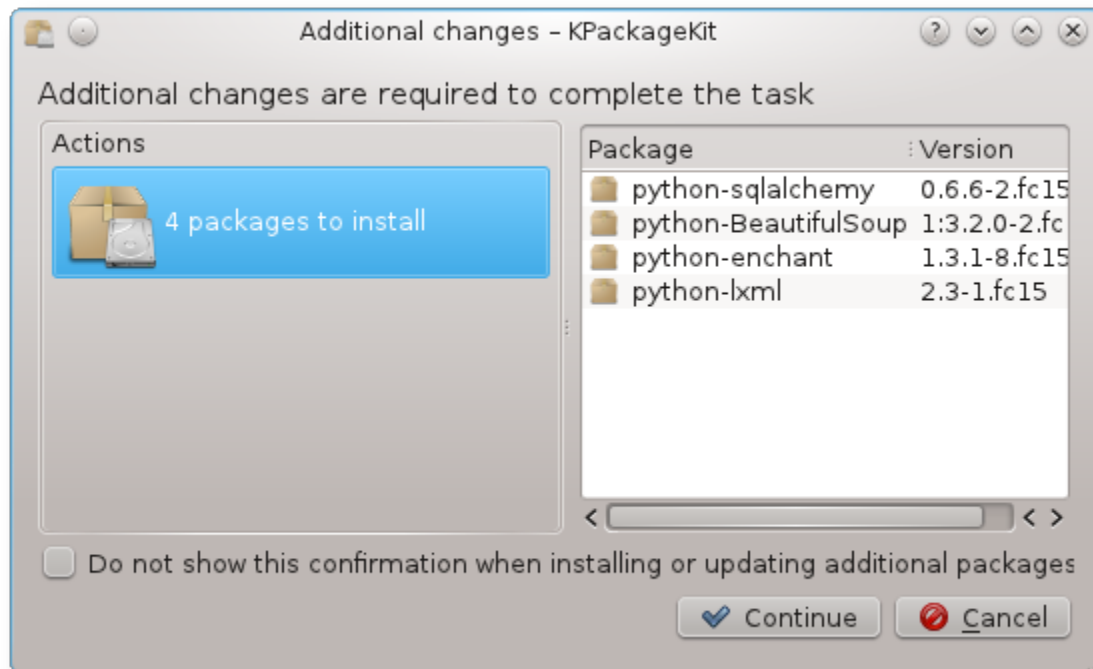 Additional changes – KPackageKit
Additional changes are required to complete the task
Actions
4 packages to install
Package Version
python-sqlalchemy 0.6.6-2.fc15
python-BeautifulSoup 1:3.2.0-2.fc
python-enchant 1.3.1-8.fc15
python-lxml 2.3-1.fc15
Do not show this confirmation when installing or updating additional packages
Continue Cancel